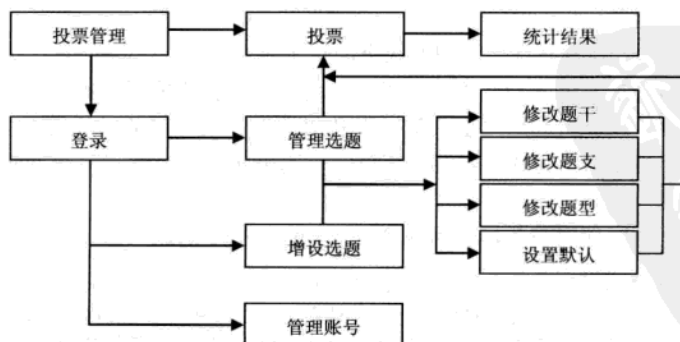 投票管理
投票
统计结果
登录
管理选题
修改题干
修改题支
修改题型
增设选题
设置默认
管理账号